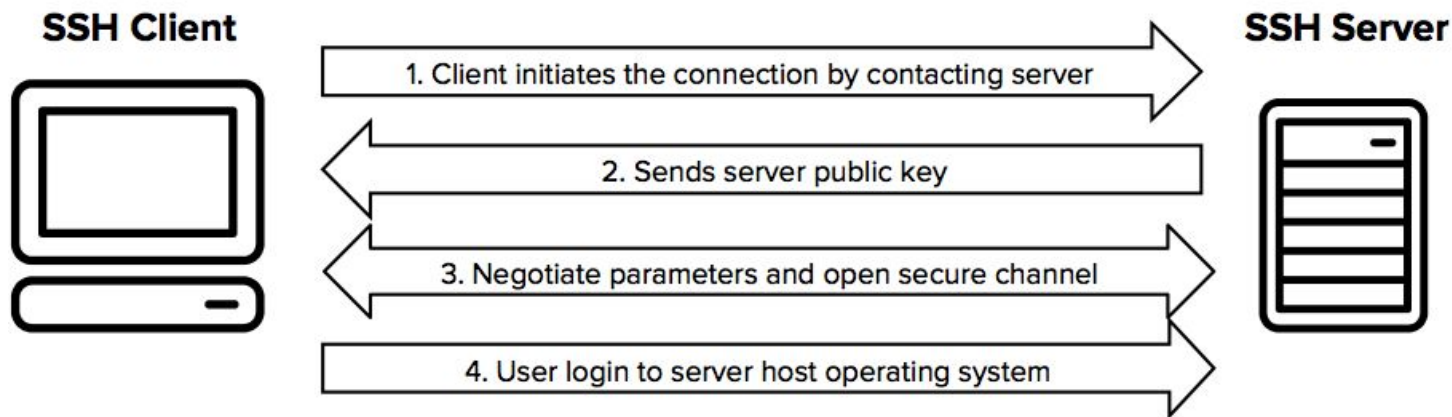 SSH Client
SSH Server
1. Client initiates the connection by contacting server
2. Sends server public key
3. Negotiate parameters and open secure channel
4. User login to server host operating system